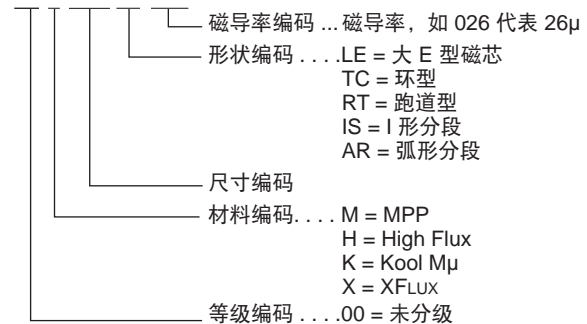 磁导率编码 ... 磁导率，如 026 代表 26µ
形状编码 . . . .LE = 大 E 型磁芯
TC = 环型
RT = 跑道型
IS = I 形分段
AR = 弧形分段
尺寸编码
材料编码. . . . M = MPP
H = High Flux
K = Kool Mµ
X = XFLUX
等级编码 . . . .00 = 未分级